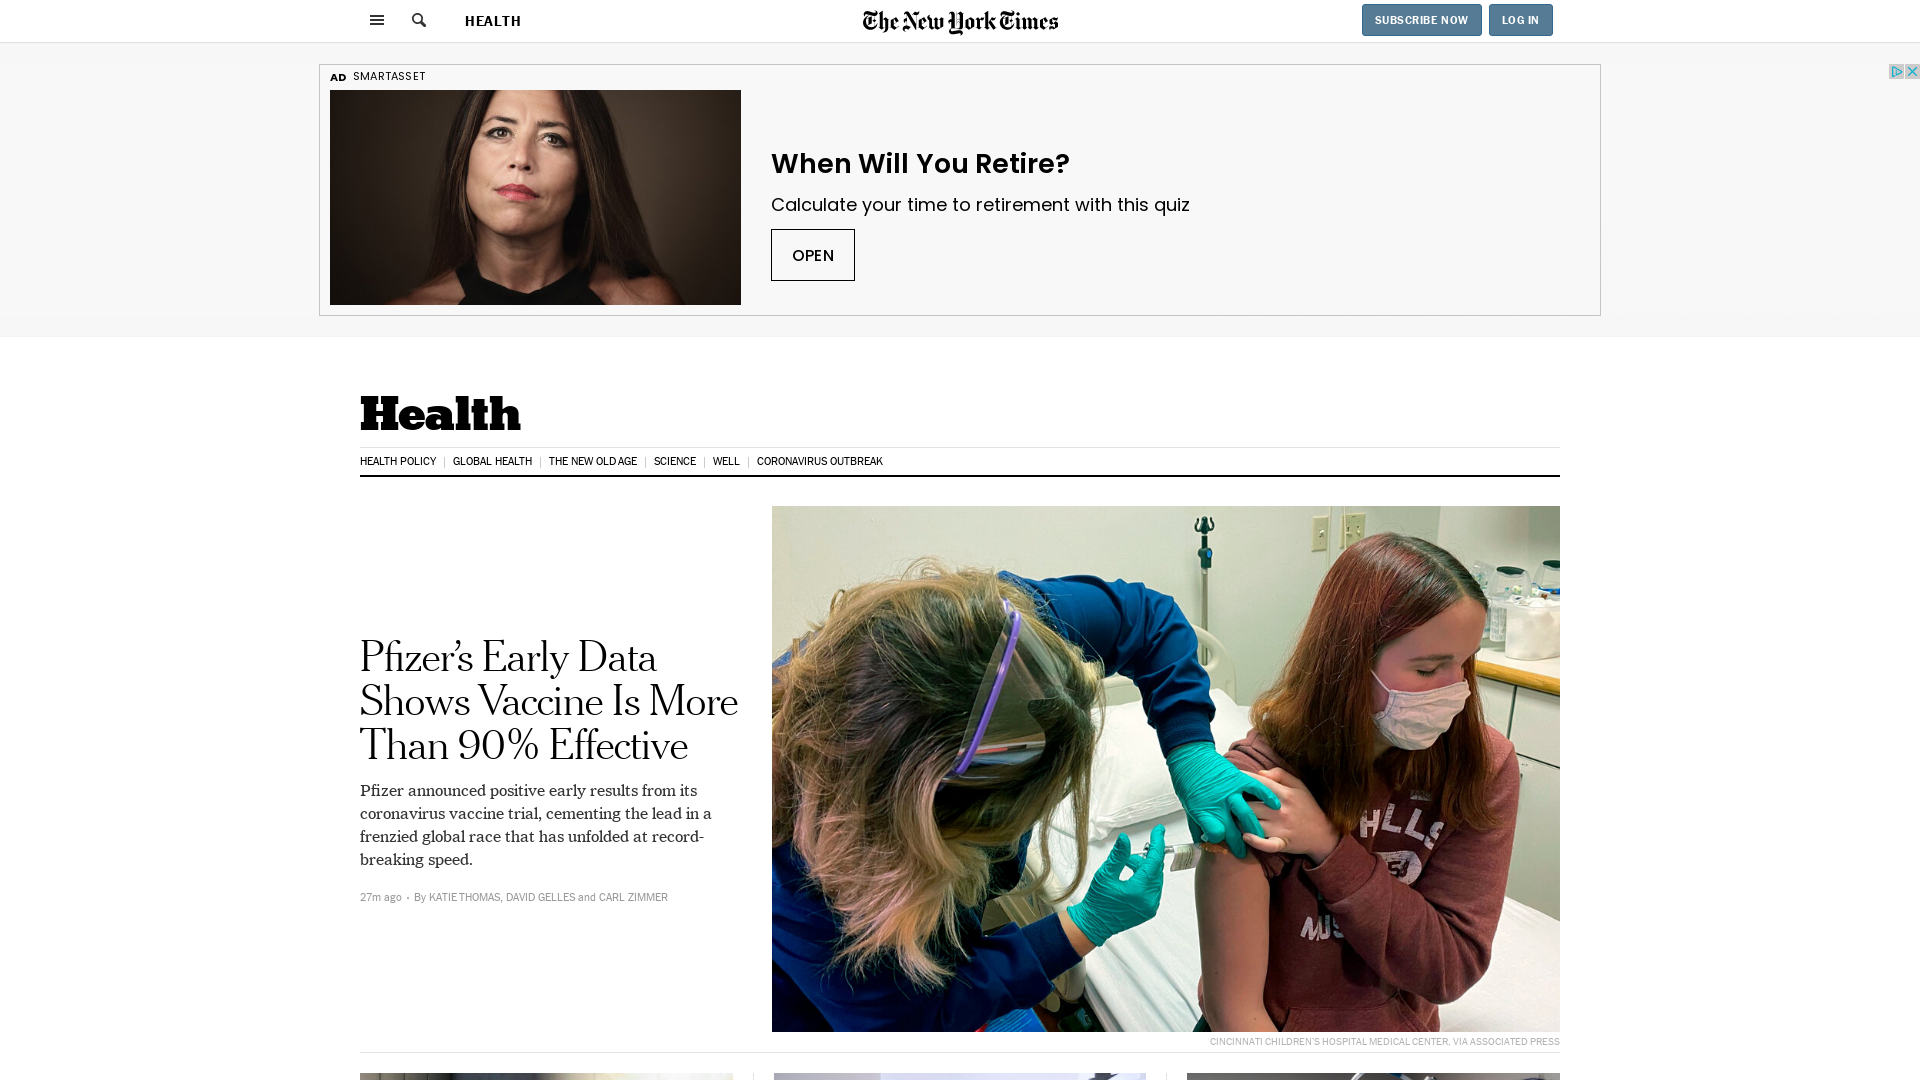 HEALTH
The New York Times
SUBSCRIBE NOW
LOG IN
AD SMARTASSET
When Will You Retire?
Calculate your time to retirement with this quiz
OPEN
Health
HEALTH POLICY
GLOBAL HEALTH
THE NEW OLD AGE
SCIENCE
WELL
CORONAVIRUS OUTBREAK
Pfizer’s Early Data
Shows Vaccine Is More
Than 90% Effective
Pfizer announced positive early results from its
coronavirus vaccine trial, cementing the lead in a
frenzied global race that has unfolded at record-
breaking speed.
27m ago · By KATIE THOMAS, DAVID GELLES and CARL ZIMMER
CINCINNATI CHILDREN'S HOSPITAL MEDICAL CENTER, VIA ASSOCIATED PRESS